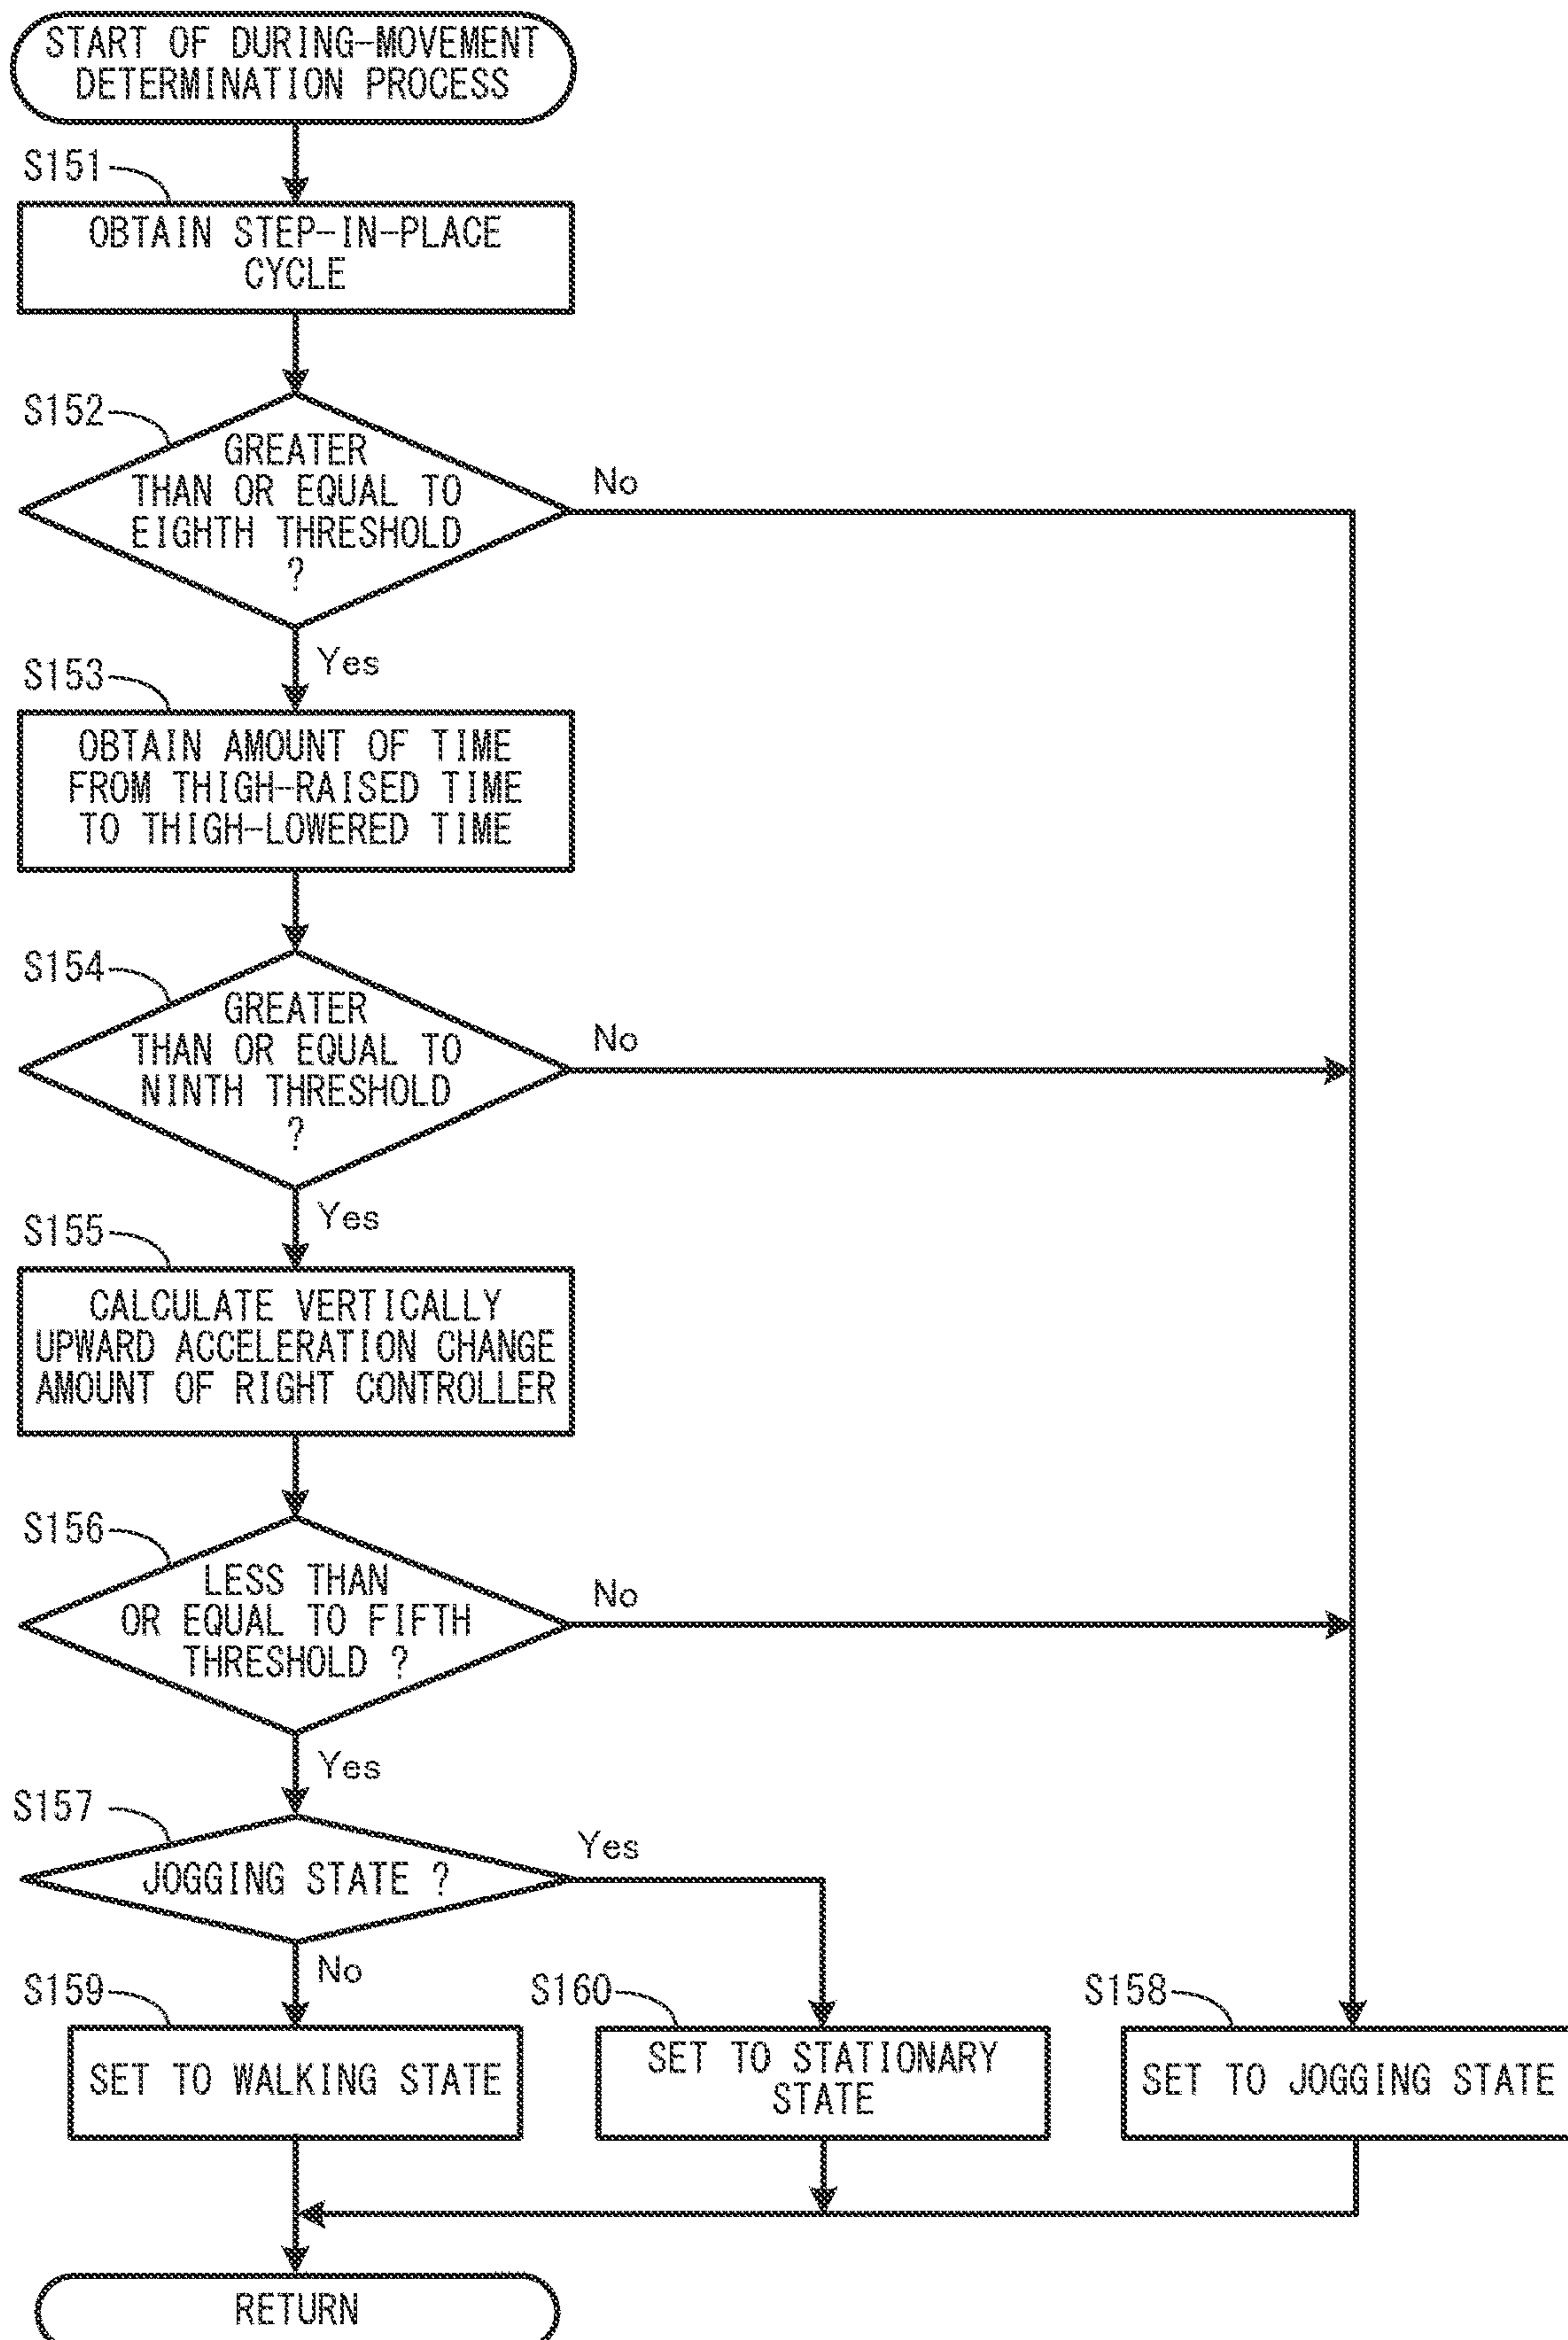 START OF DURING-MOVEMENT
DETERMINATION PROCESS
S151
OBTAIN STEP-IN-PLACE
CYCLE
S152
GREATER
THAN OR EQUAL TO
EIGHTH THRESHOLD
?
No
Yes
S153
OBTAIN AMOUNT OF TIME
FROM THIGH-RAISED TIME
TO THIGH-LOWERED TIME
S154
GREATER
THAN OR EQUAL TO
NINTH THRESHOLD
?
No
Yes
S155
CALCULATE VERTICALLY
UPWARD ACCELERATION CHANGE
AMOUNT OF RIGHT CONTROLLER
S156
LESS THAN
OR EQUAL TO FIFTH
THRESHOLD ?
No
Yes
S157
JOGGING STATE ?
Yes
No
S159
SET TO WALKING STATE
S160
SET TO STATIONARY
STATE
S158
SET TO JOGGING STATE
RETURN